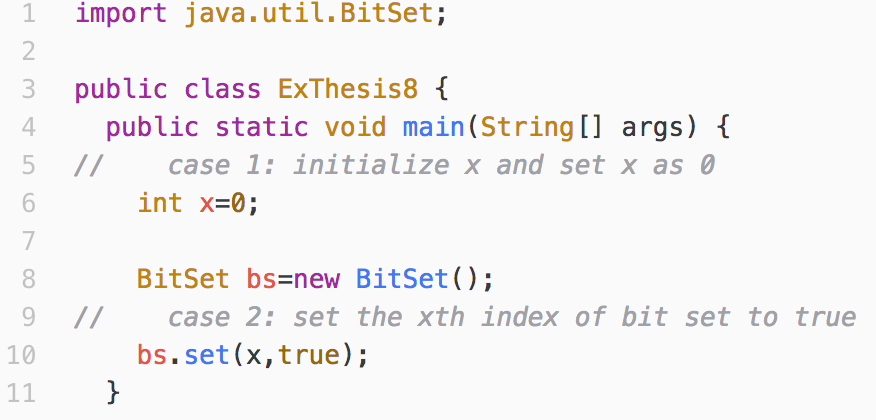 1 import java.util.BitSet;
2
3 public class ExThesis8 {
4 public static void main(String[] args) {
5 // case 1: initialize x and set x as 0
6 int x=0;
7
8 BitSet bs=new BitSet();
9 // case 2: set the xth index of bit set to true
10 bs.set(x,true);
11 }